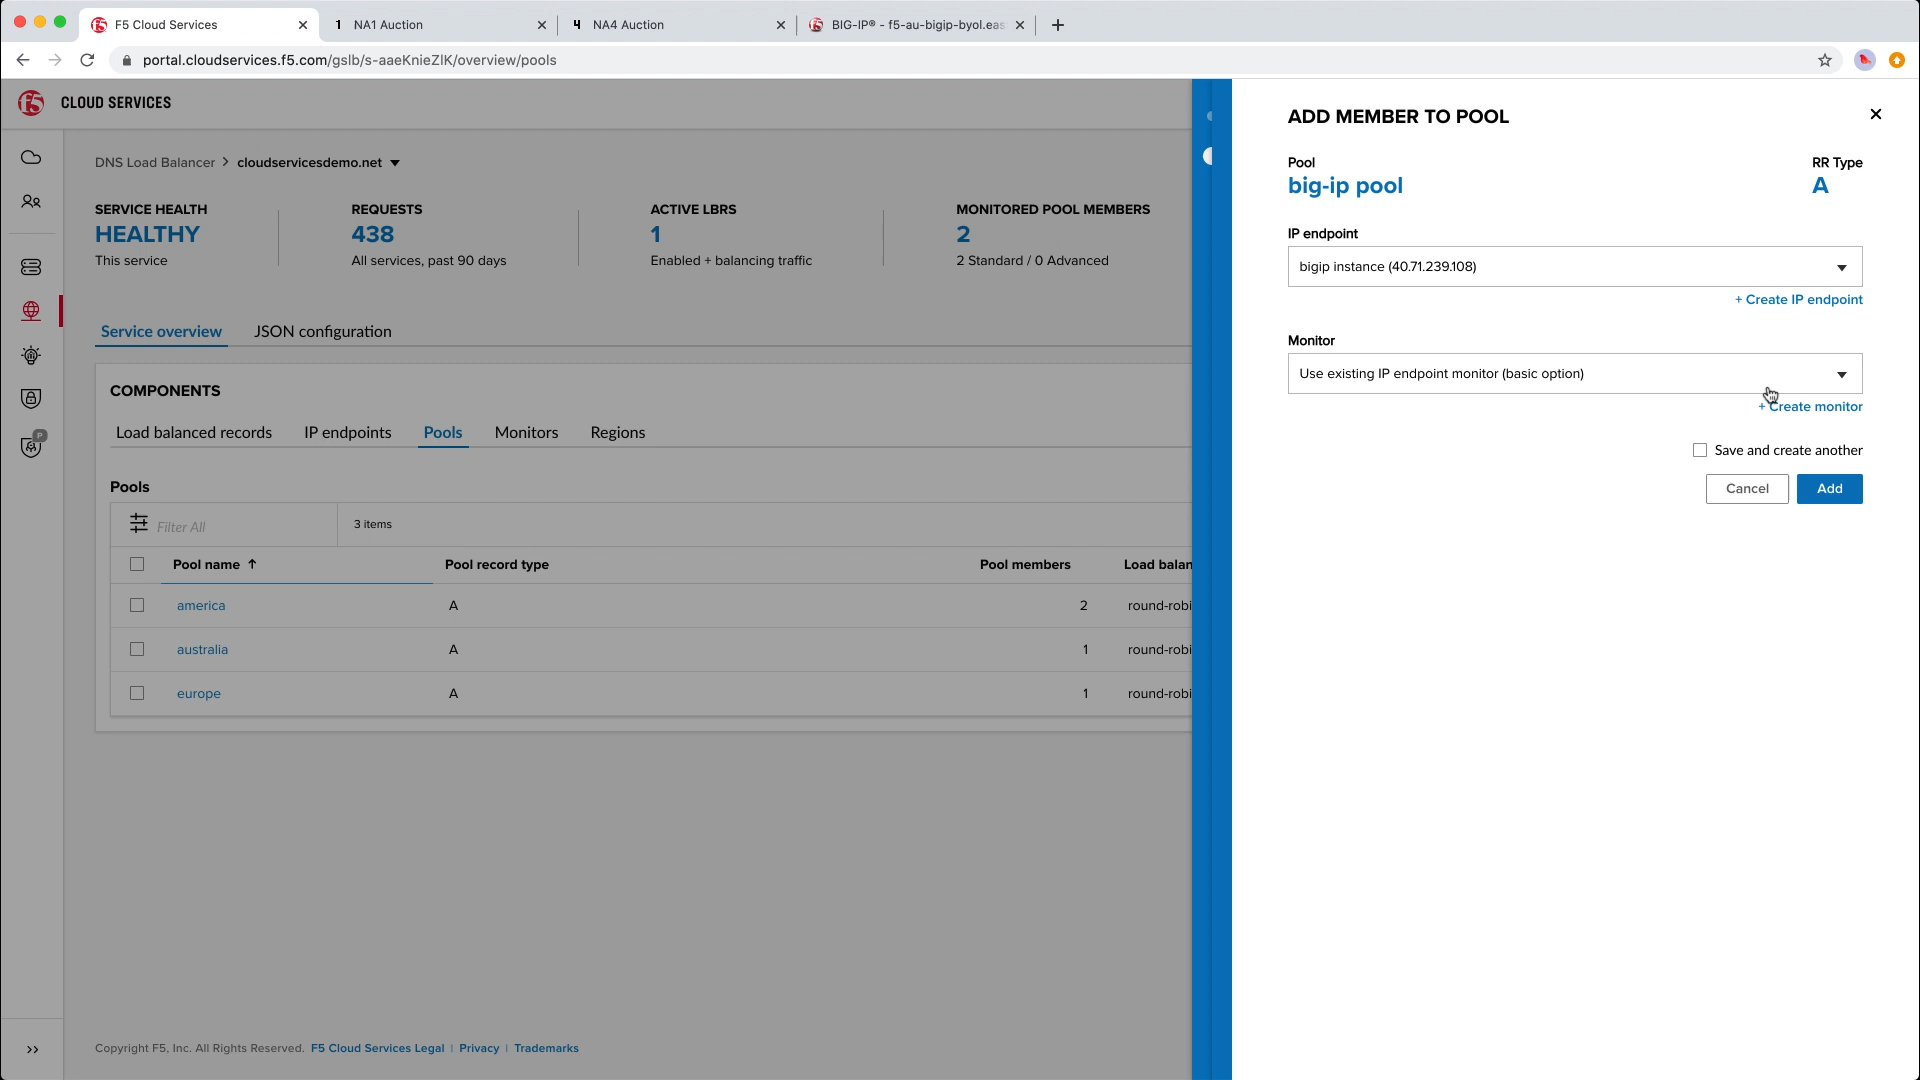 F5 Cloud Services
1 NA1 Auction
4 NA4 Auction
BIG-IP® - f5-au-bigip-byol.eas
portal.cloudservices.f5.com/gslb/s-aaeKnieZlK/overview/pools
f5 CLOUD SERVICES
DNS Load Balancer > cloudservicesdemo.net
SERVICE HEALTH
HEALTHY
This service
REQUESTS
438
All services, past 90 days
ACTIVE LBRS
1
Enabled + balancing traffic
MONITORED POOL MEMBERS
2
2 Standard / 0 Advanced
Service overview
JSON configuration
COMPONENTS
Load balanced records
IP endpoints
Pools
Monitors
Regions
Pools
Filter All
3 items
Pool name ↑
Pool record type
Pool members
Load balan
america
A
2
round-robi
australia
A
1
round-robi
europe
A
1
round-robi
P
Copyright F5, Inc. All Rights Reserved. F5 Cloud Services Legal | Privacy | Trademarks
ADD MEMBER TO POOL
Pool
big-ip pool
RR Type
A
IP endpoint
bigip instance (40.71.239.108)
+ Create IP endpoint
Monitor
Use existing IP endpoint monitor (basic option)
+ Create monitor
Save and create another
Cancel
Add